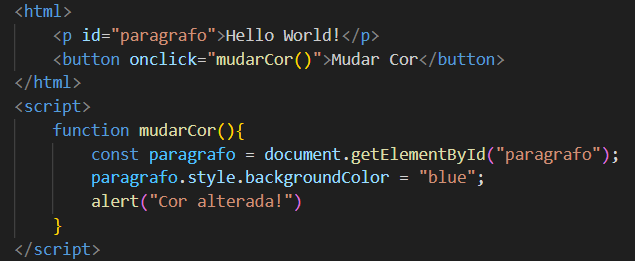 <html>
    <p id="paragrafo">Hello World!</p>
    <button onclick="mudarCor()">Mudar Cor</button>
</html>
<script>
    function mudarCor(){
        const paragrafo = document.getElementById("paragrafo");
        paragrafo.style.backgroundColor = "blue";
        alert("Cor alterada!")
    }
</script>